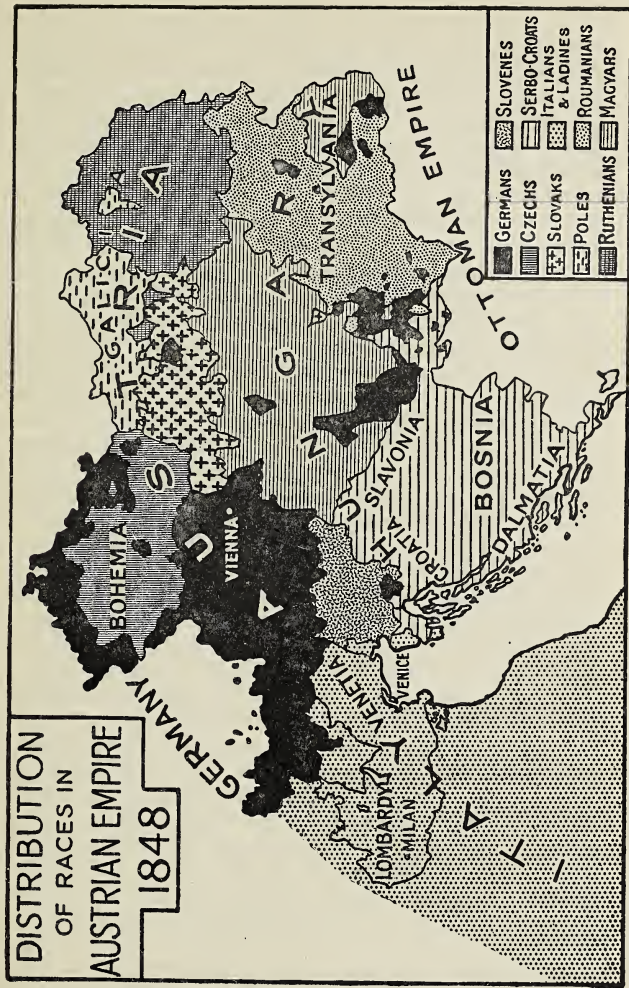 DISTRIBUTION
OF RACES IN
AUSTRIAN EMPIRE
1848
GERMANY
BOHEMIA
VIENNA
AUSTRIA
GALICIA
HUNGARY
TRANSYLVANIA
SLAVONIA
CROATIA
BOSNIA
DALMATIA
OTTOMAN EMPIRE
VENETIA
VENICE
LOMBARDY
MILAN
ITALY
GERMANS
CZECHS
SLOVAKS
POLES
RUTHENIANS
SLOVENES
SERBO-CROATS
ITALIANS
& LADINES
ROUMANIANS
MAGYARS